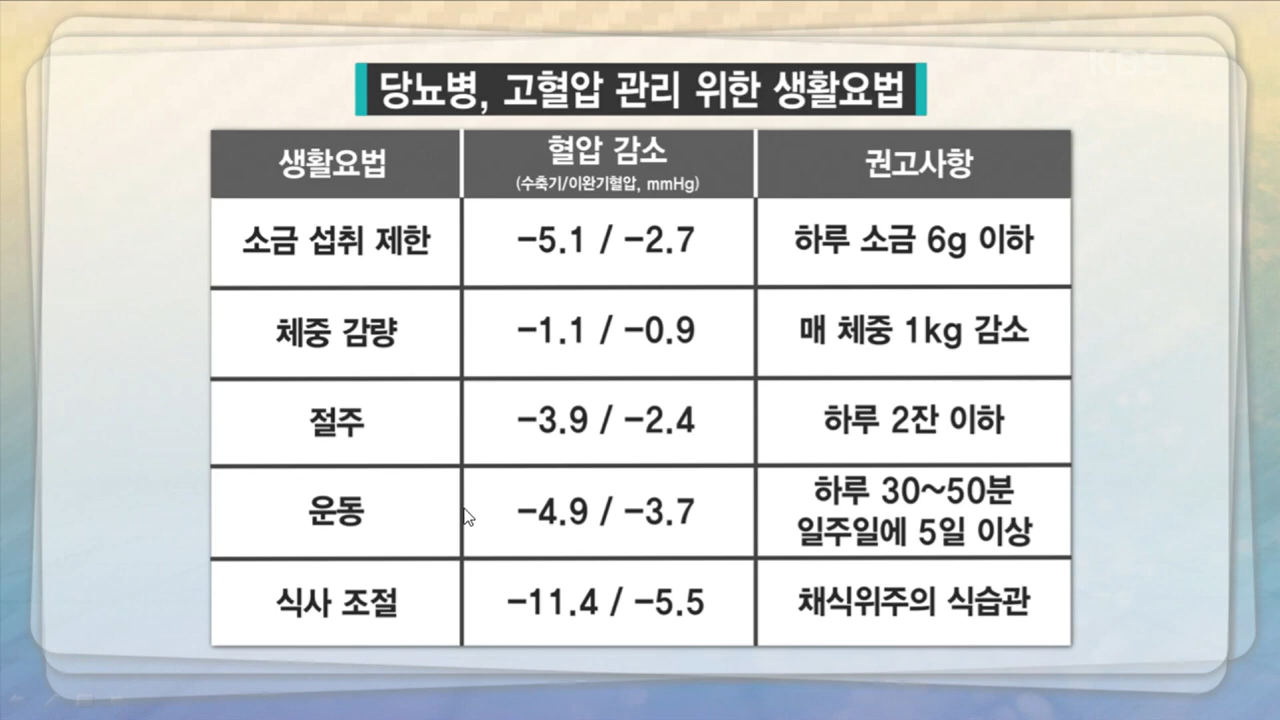 당뇨병, 고혈압 관리 위한 생활요법
생활요법
혈압 감소
(수축기/이완기혈압, mmHg)
권고사항
소금 섭취 제한
-5.1 / -2.7
하루 소금 6g 이하
체중 감량
-1.1 / -0.9
매 체중 1kg 감소
절주
-3.9 / -2.4
하루 2잔 이하
운동
-4.9 / -3.7
하루 30~50분
일주일에 5일 이상
식사 조절
-11.4 / -5.5
채식위주의 식습관